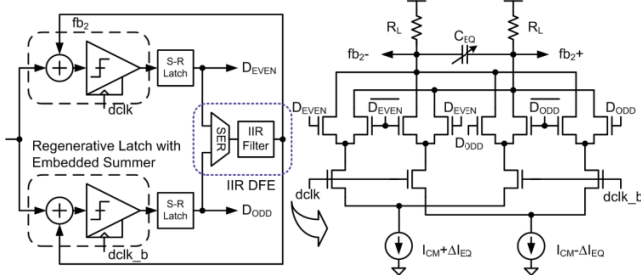 fb2
S-R
Latch
DEVEN
dclk
Regenerative Latch with
Embedded Summer
SER
IIR
Filter
IIR DFE
S-R
Latch
DODD
dclk_b
RL
CEQ
RL
fb2-
fb2+
DEVEN
DEVEN
DEVEN
DODD
DODD
DODD
dclk
dclk_b
ICM+ΔIEQ
ICM-ΔIEQ